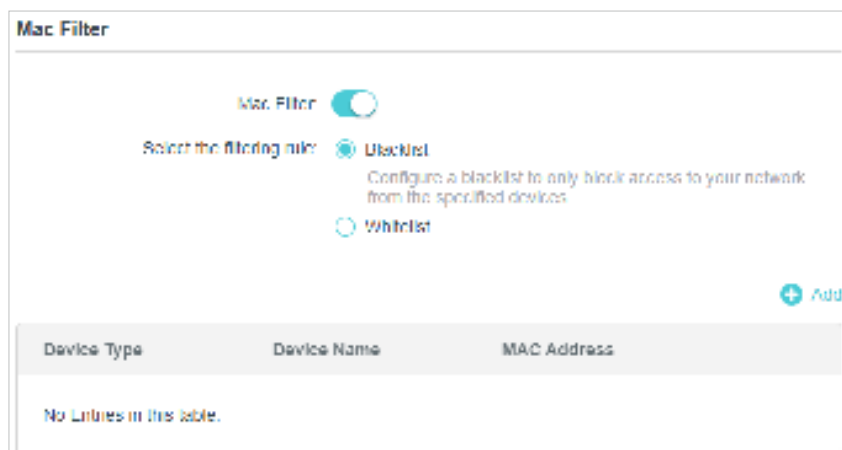 Mac Filter
Mac Filter
Select the filtering rule: Blacklist
Configure a blacklist to only block access to your network
from the specified devices
Whitelist
Add
Device Type Device Name MAC Address
No Entries in this table.